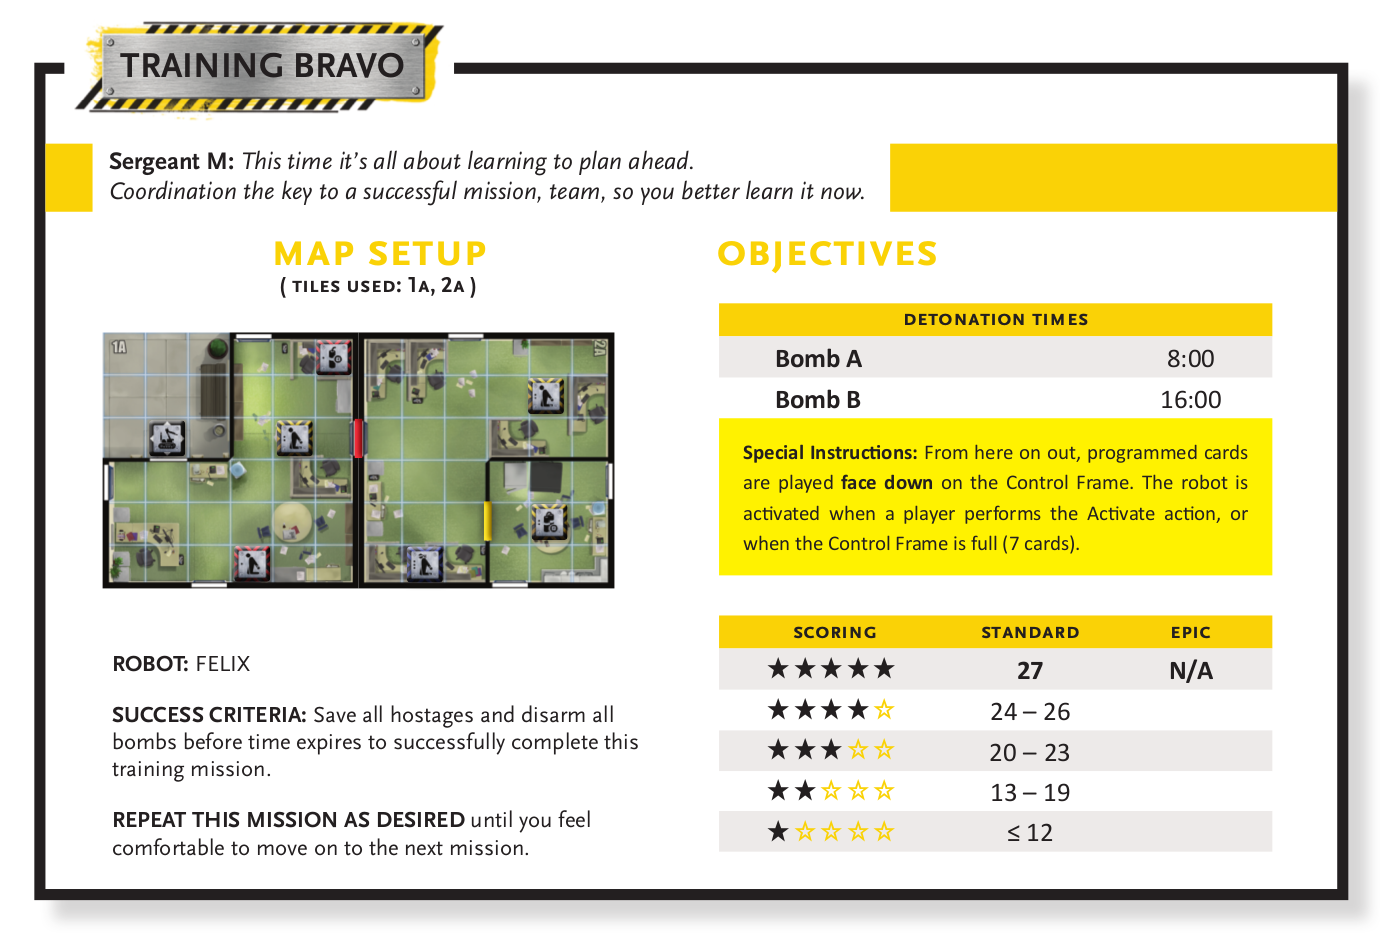 TRAINING BRAVO
Sergeant M: This time it's all about learning to plan ahead.
Coordination the key to a successful mission, team, so you better learn it now.
MAP SETUP
( TILES USED: 1A, 2A )
1A
2A
ROBOT: FELIX
SUCCESS CRITERIA: Save all hostages and disarm all
bombs before time expires to successfully complete this
training mission.
REPEAT THIS MISSION AS DESIRED until you feel
comfortable to move on to the next mission.
OBJECTIVES
DETONATION TIMES
Bomb A 8:00
Bomb B 16:00
Special Instructions: From here on out, programmed cards
are played face down on the Control Frame. The robot is
activated when a player performs the Activate action, or
when the Control Frame is full (7 cards).
SCORING STANDARD EPIC
★★★★★ 27 N/A
★★★★☆ 24 – 26
★★★☆☆ 20 – 23
★★☆☆☆ 13 – 19
★☆☆☆☆ ≤ 12